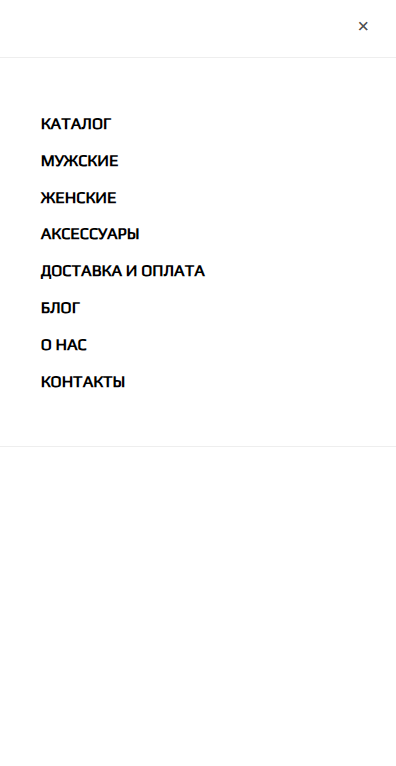 КАТАЛОГ
МУЖСКИЕ
ЖЕНСКИЕ
АКСЕССУАРЫ
ДОСТАВКА И ОПЛАТА
БЛОГ
О НАС
КОНТАКТЫ